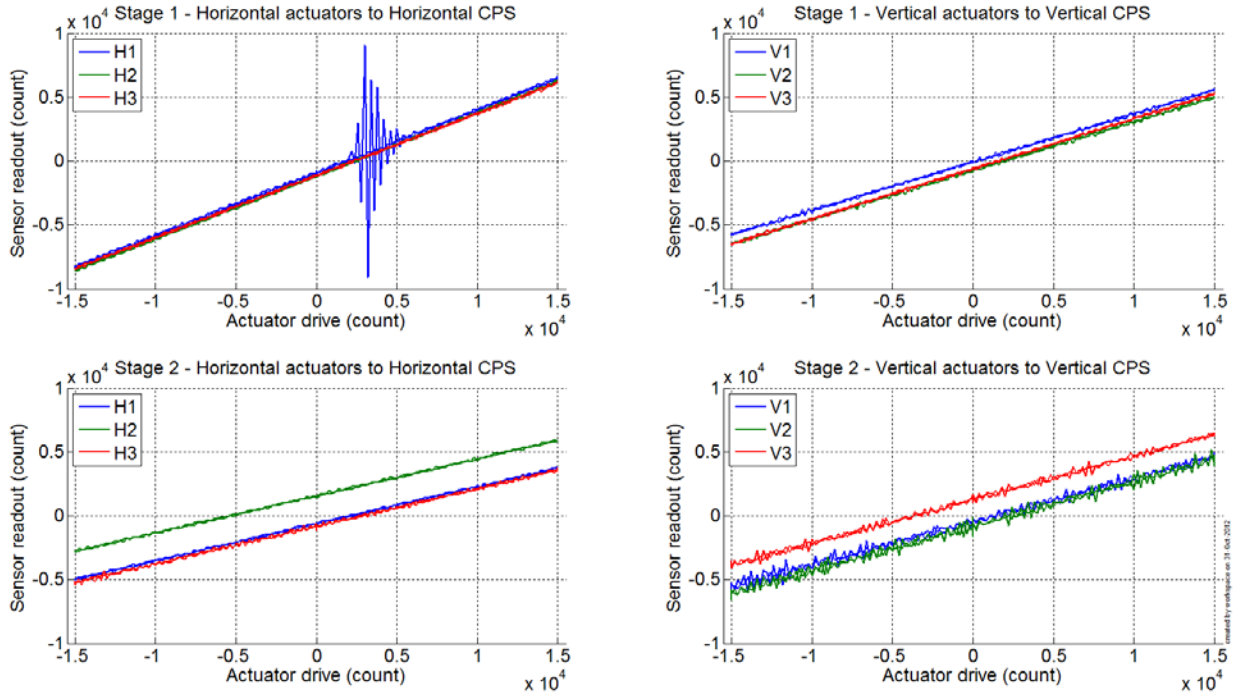 Stage 1 - Horizontal actuators to Horizontal CPS
x 10^4
1
0.5
0
-0.5
-1
Sensor readout (count)
H1
H2
H3
-1.5 -1 -0.5 0 0.5 1 1.5
Actuator drive (count)
x 10^4
Stage 1 - Vertical actuators to Vertical CPS
x 10^4
1
0.5
0
-0.5
-1
Sensor readout (count)
V1
V2
V3
-1.5 -1 -0.5 0 0.5 1 1.5
Actuator drive (count)
x 10^4
Stage 2 - Horizontal actuators to Horizontal CPS
x 10^4
1
0.5
0
-0.5
-1
Sensor readout (count)
H1
H2
H3
-1.5 -1 -0.5 0 0.5 1 1.5
Actuator drive (count)
x 10^4
Stage 2 - Vertical actuators to Vertical CPS
x 10^4
1
0.5
0
-0.5
-1
Sensor readout (count)
V1
V2
V3
-1.5 -1 -0.5 0 0.5 1 1.5
Actuator drive (count)
x 10^4
created by workspace on 31-Oct-2012